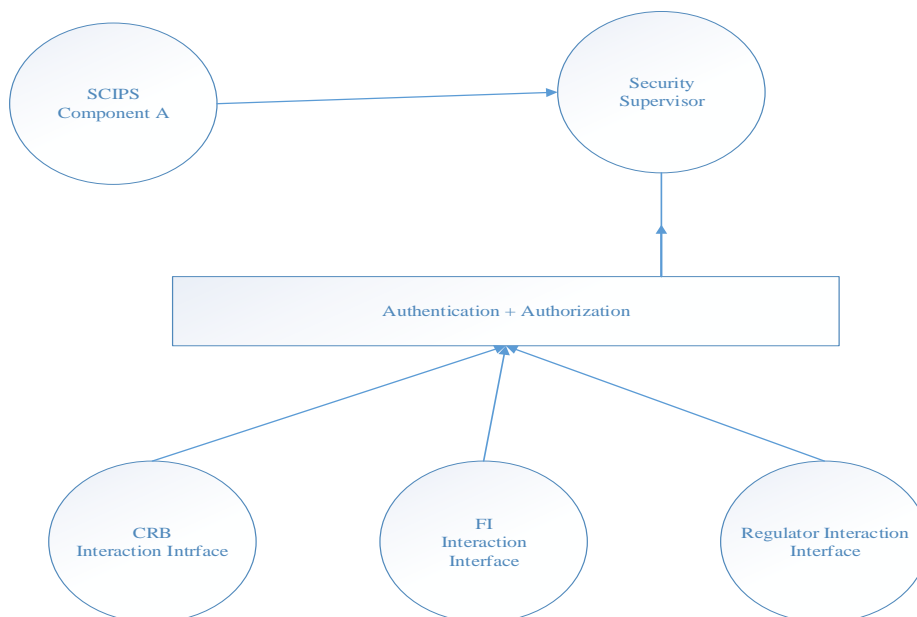 SCIPS
Component A
Security
Supervisor
Authentication + Authorization
CRB
Interaction Intrface
FI
Interaction
Interface
Regulator Interaction
Interface